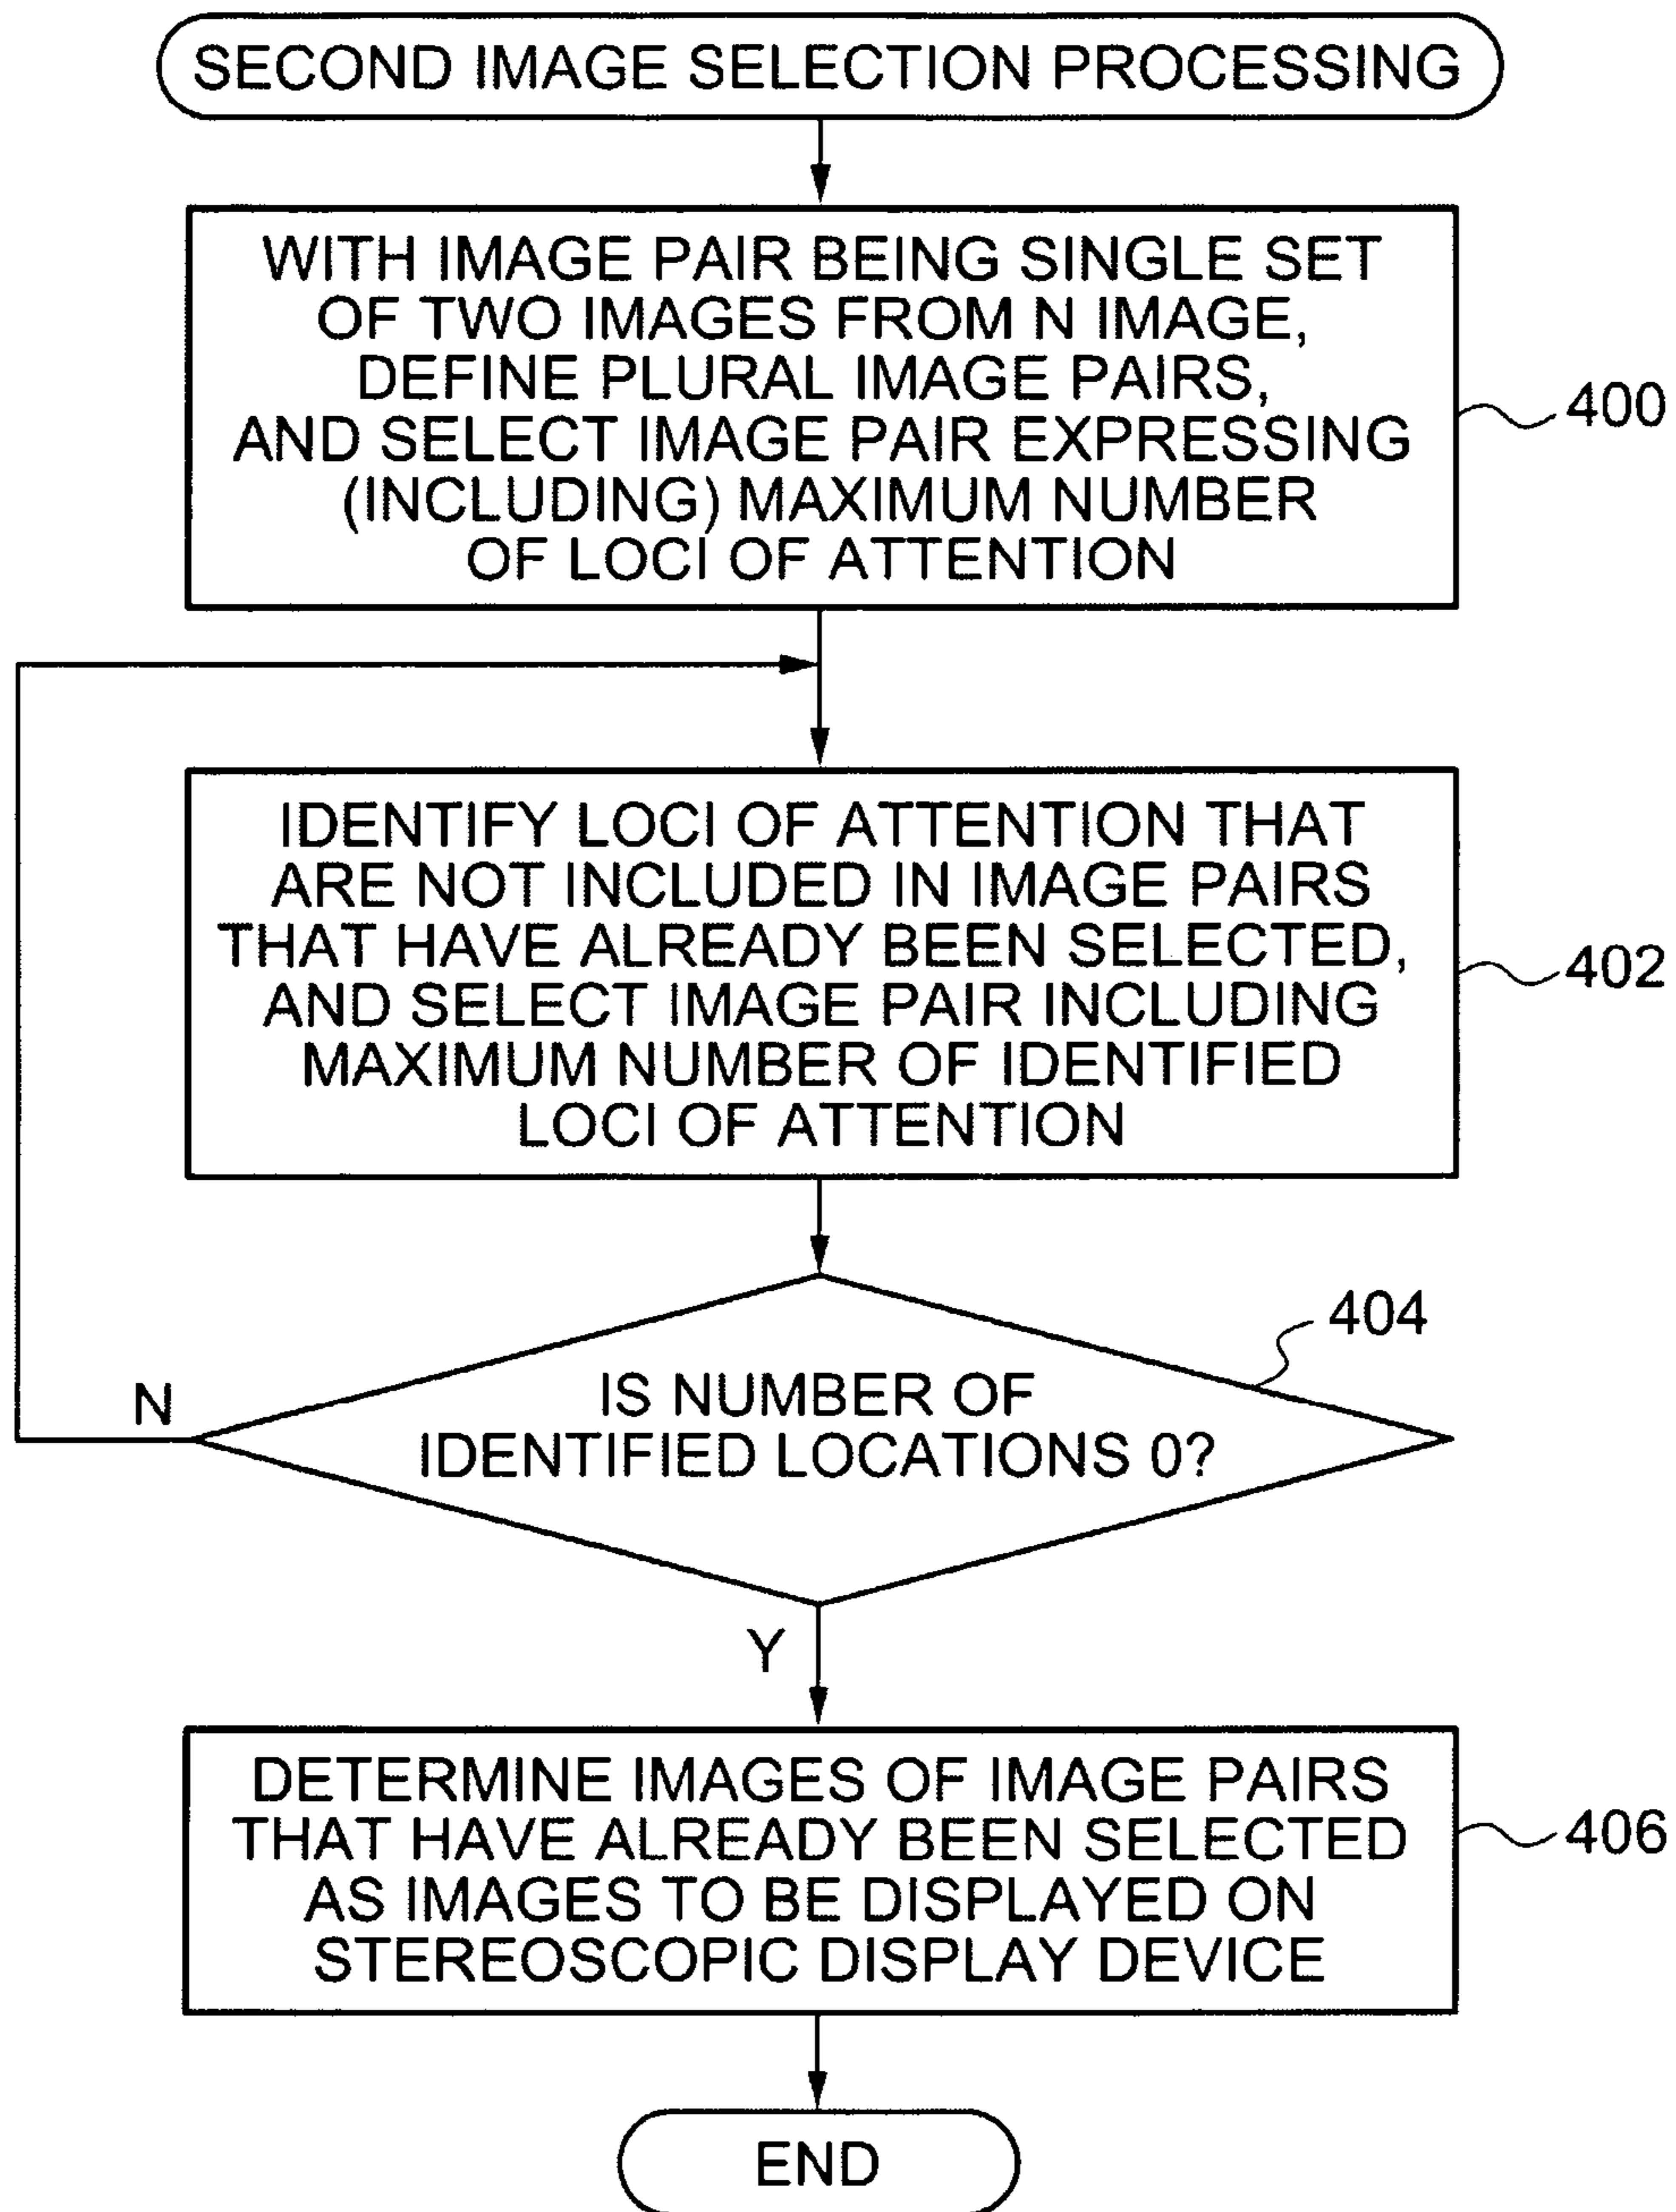 SECOND IMAGE SELECTION PROCESSING
WITH IMAGE PAIR BEING SINGLE SET
OF TWO IMAGES FROM N IMAGE,
DEFINE PLURAL IMAGE PAIRS,
AND SELECT IMAGE PAIR EXPRESSING
(INCLUDING) MAXIMUM NUMBER
OF LOCI OF ATTENTION
400
IDENTIFY LOCI OF ATTENTION THAT
ARE NOT INCLUDED IN IMAGE PAIRS
THAT HAVE ALREADY BEEN SELECTED,
AND SELECT IMAGE PAIR INCLUDING
MAXIMUM NUMBER OF IDENTIFIED
LOCI OF ATTENTION
402
404
IS NUMBER OF
IDENTIFIED LOCATIONS 0?
N
Y
DETERMINE IMAGES OF IMAGE PAIRS
THAT HAVE ALREADY BEEN SELECTED
AS IMAGES TO BE DISPLAYED ON
STEREOSCOPIC DISPLAY DEVICE
406
END